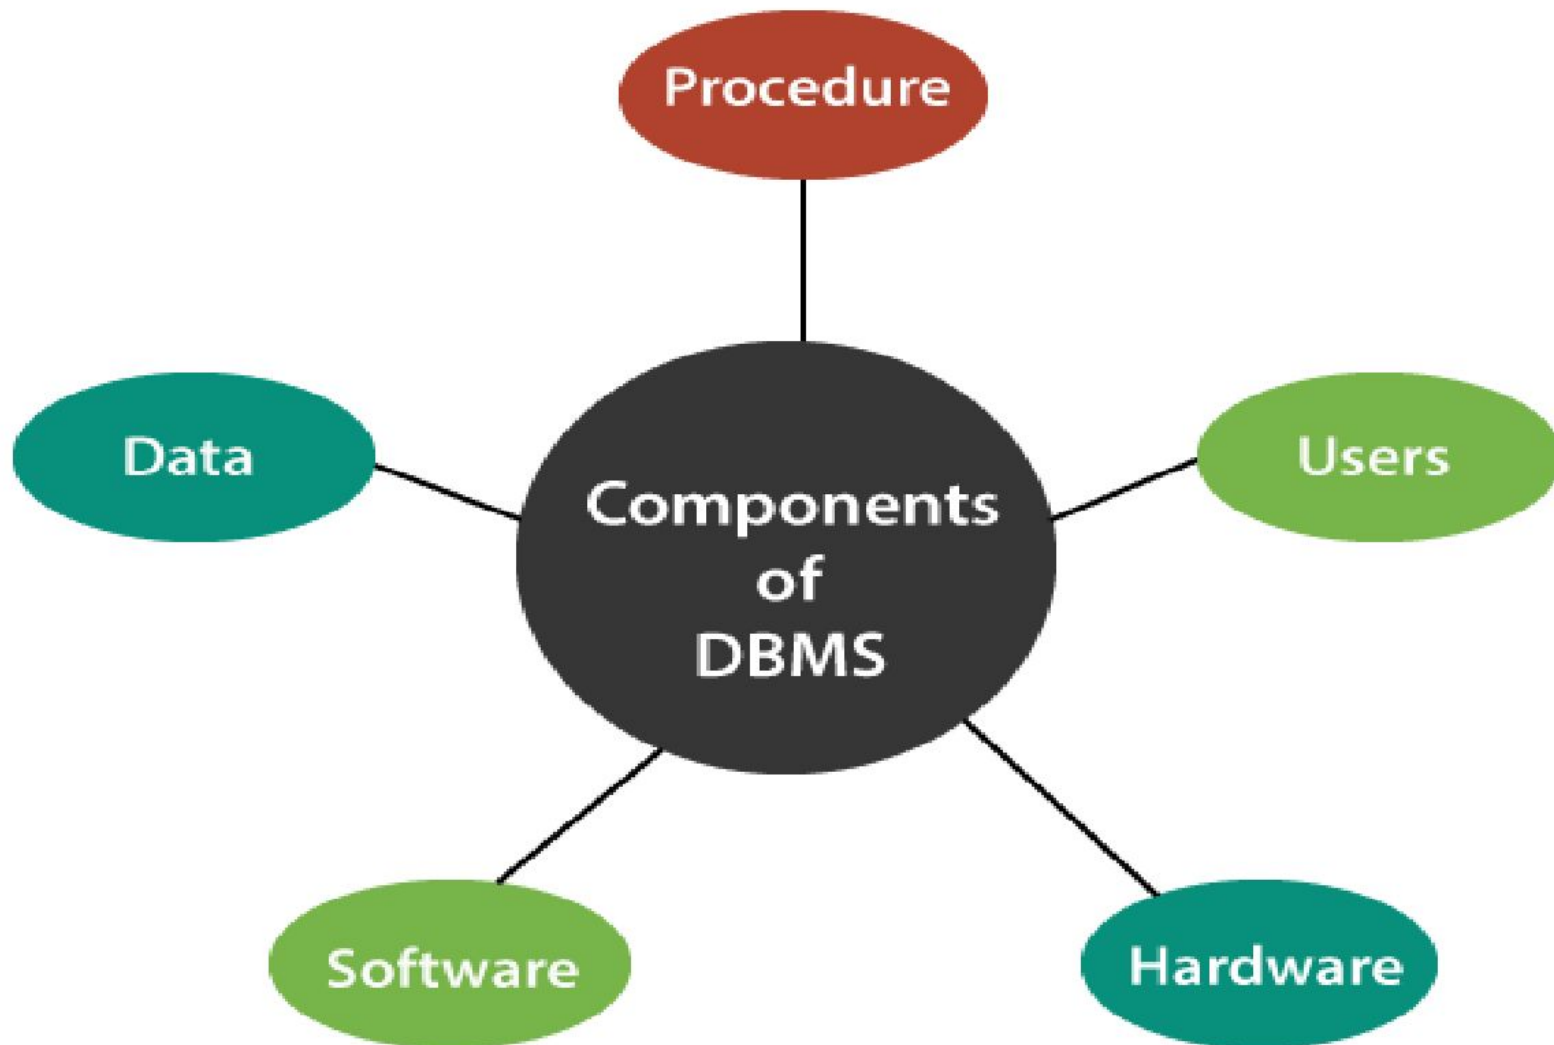 Procedure
Data
Users
Components
of
DBMS
Software
Hardware